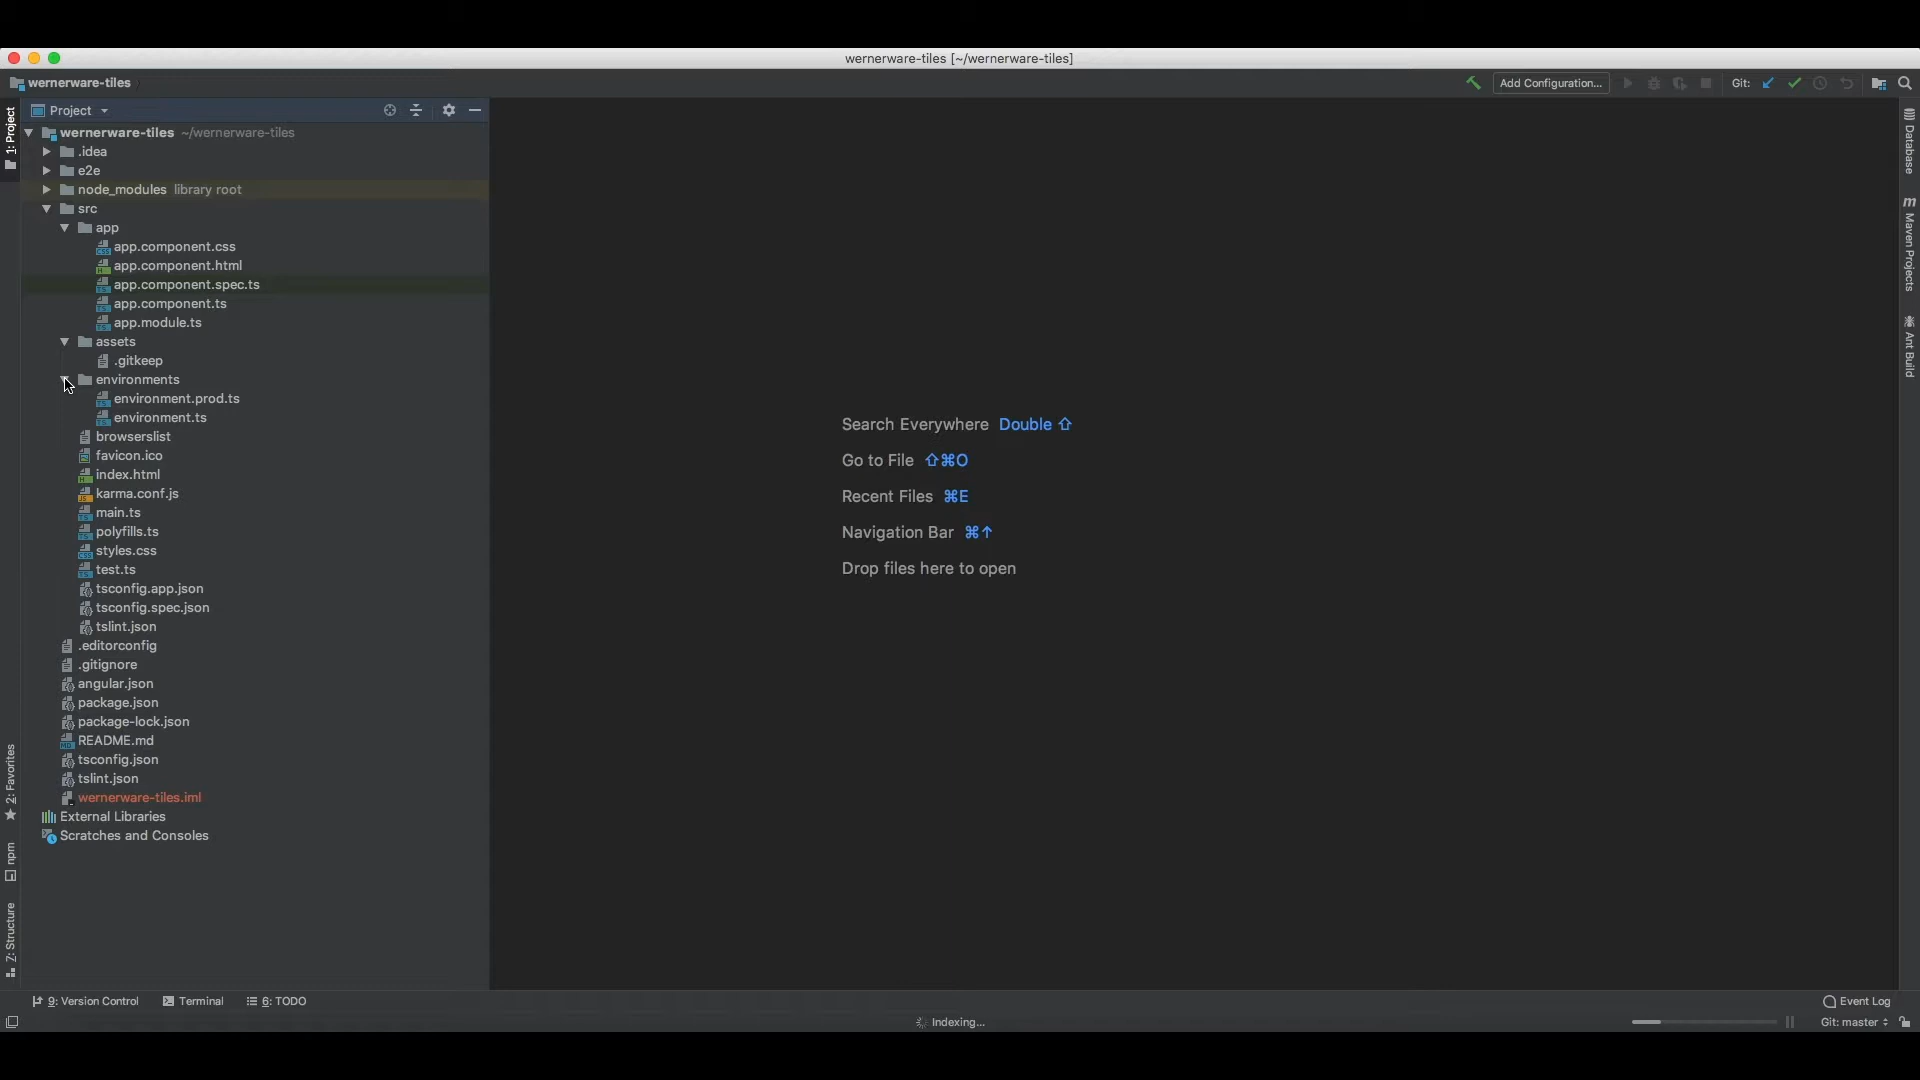 wernerware-tiles [~/wernerware-tiles]
wernerware-tiles
Add Configuration...
Git:
1: Project
Project
wernerware-tiles ~/wernerware-tiles
.idea
e2e
node_modules library root
src
app
app.component.css
app.component.html
app.component.spec.ts
app.component.ts
app.module.ts
assets
.gitkeep
environments
environment.prod.ts
environment.ts
browserslist
favicon.ico
index.html
karma.conf.js
main.ts
polyfills.ts
styles.css
test.ts
tsconfig.app.json
tsconfig.spec.json
tslint.json
.editorconfig
.gitignore
angular.json
package.json
package-lock.json
README.md
tsconfig.json
tslint.json
wernerware-tiles.iml
External Libraries
Scratches and Consoles
2: Favorites
npm
Z: Structure
Search Everywhere Double ⇧
Go to File ⇧⌘O
Recent Files ⌘E
Navigation Bar ⌘↑
Drop files here to open
Database
m Maven Projects
Ant Build
9: Version Control
Terminal
6: TODO
Event Log
Indexing...
Git: master